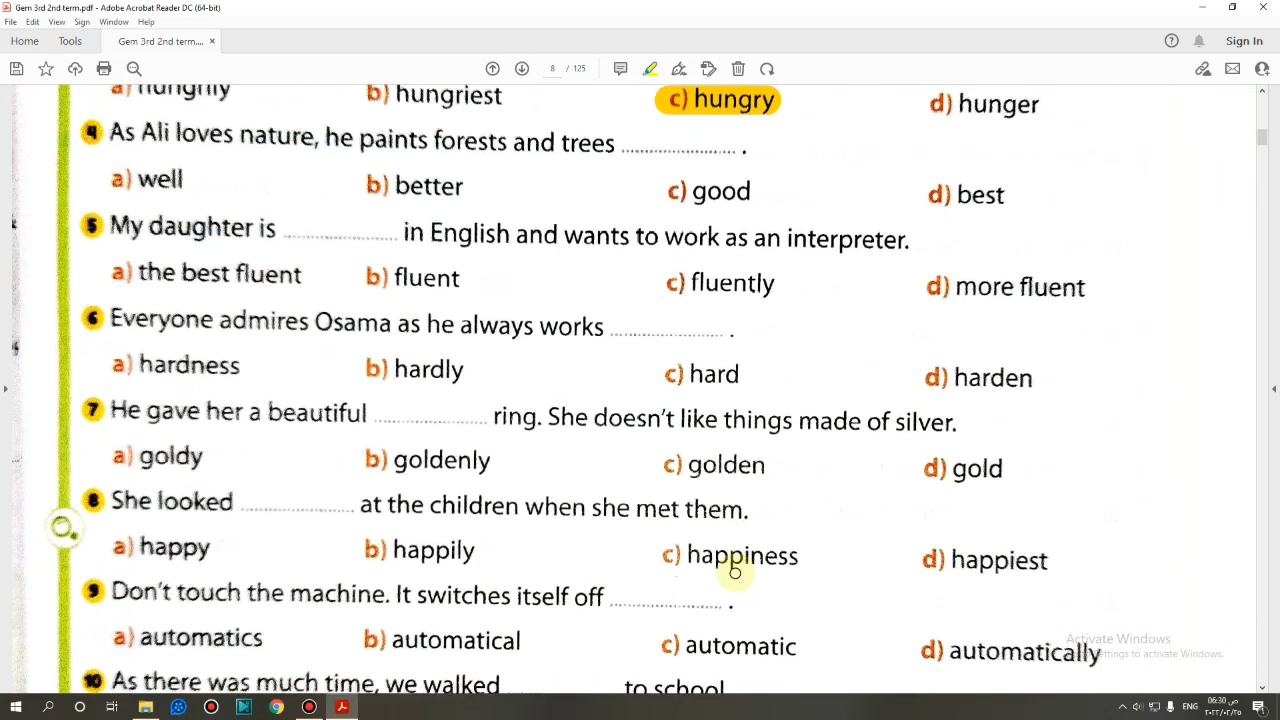 Gem 3rd 2nd term.pdf - Adobe Acrobat Reader DC (64-bit)
File Edit View Sign Window Help
Home Tools Gem 3rd 2nd term.... × Sign In
8 / 125
a) hungrily b) hungriest c) hungry d) hunger
4 As Ali loves nature, he paints forests and trees .................. .
a) well b) better c) good d) best
5 My daughter is .................. in English and wants to work as an interpreter.
a) the best fluent b) fluent c) fluently d) more fluent
6 Everyone admires Osama as he always works .................. .
a) hardness b) hardly c) hard d) harden
7 He gave her a beautiful .................. ring. She doesn't like things made of silver.
a) goldy b) goldenly c) golden d) gold
8 She looked .................. at the children when she met them.
a) happy b) happily c) happiness d) happiest
9 Don't touch the machine. It switches itself off .................. .
a) automatics b) automatical c) automatic d) automatically
Activate Windows
settings to activate Windows.
10 As there was much time, we walked .................. to school
ENG 06:30 ص